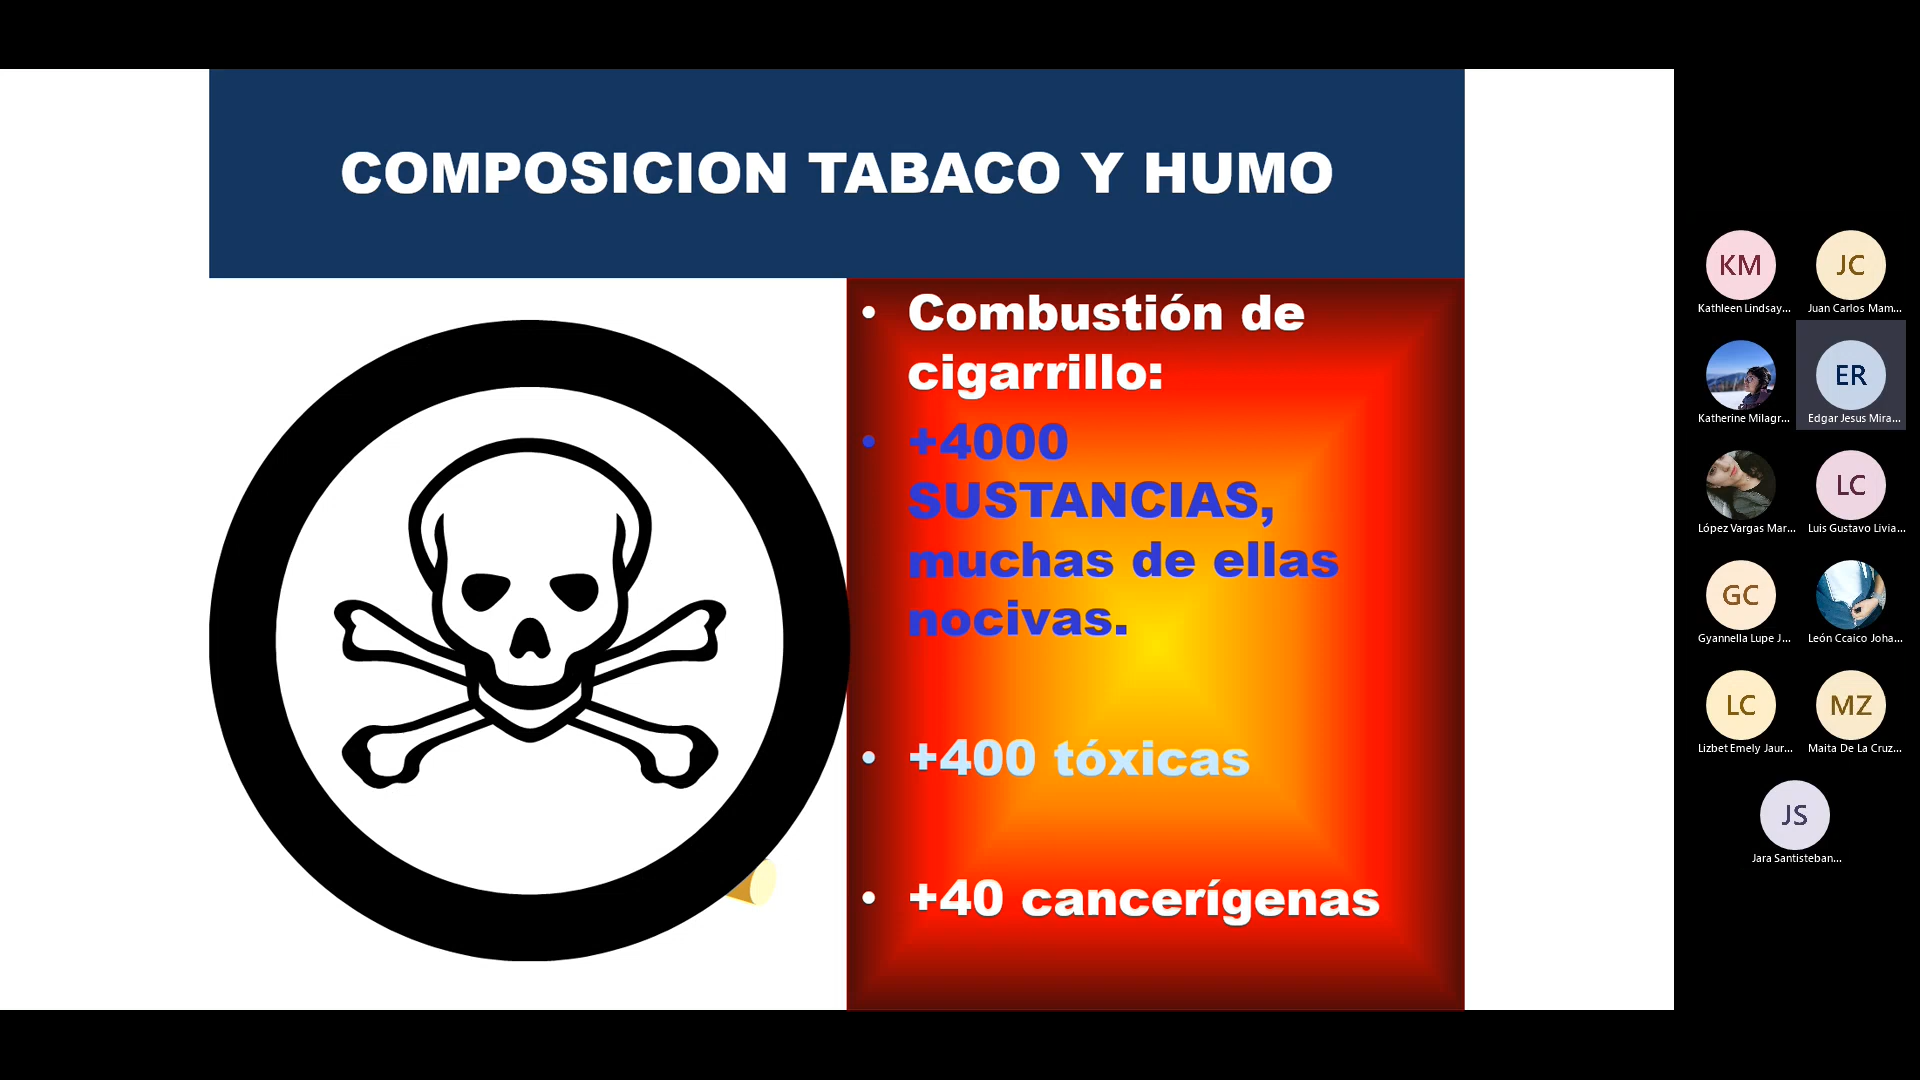 COMPOSICION TABACO Y HUMO
• Combustión de
cigarrillo:
• +4000
SUSTANCIAS,
muchas de ellas
nocivas.
• +400 tóxicas
• +40 cancerígenas
KM
Kathleen Lindsay...
JC
Juan Carlos Mam...
Katherine Milagr...
ER
Edgar Jesus Mira...
López Vargas Mar...
LC
Luis Gustavo Livia...
GC
Gyannella Lupe J...
León Ccaico Joha...
LC
Lizbet Emely Jaur...
MZ
Maita De La Cruz...
JS
Jara Santisteban...